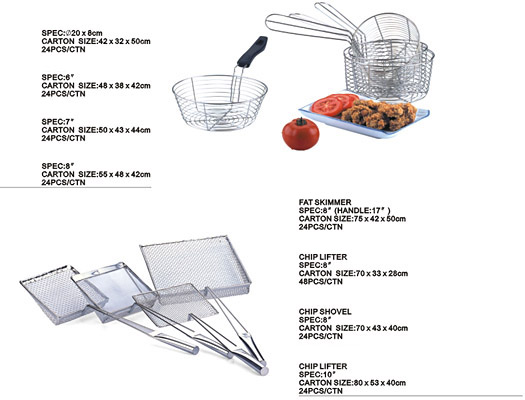 SPEC:∅20 x 8cm
CARTON SIZE:42 x 32 x 50cm
24PCS/CTN
SPEC:6″
CARTON SIZE:48 x 38 x 42cm
24PCS/CTN
SPEC:7″
CARTON SIZE:50 x 43 x 44cm
24PCS/CTN
SPEC:8″
CARTON SIZE:55 x 48 x 42cm
24PCS/CTN
FAT SKIMMER
SPEC:8″ (HANDLE:17″ )
CARTON SIZE:75 x 42 x 50cm
24PCS/CTN
CHIP LIFTER
SPEC:8″
CARTON SIZE:70 x 33 x 28cm
48PCS/CTN
CHIP SHOVEL
SPEC:8″
CARTON SIZE:70 x 43 x 40cm
24PCS/CTN
CHIP LIFTER
SPEC:10″
CARTON SIZE:80 x 53 x 40cm
24PCS/CTN